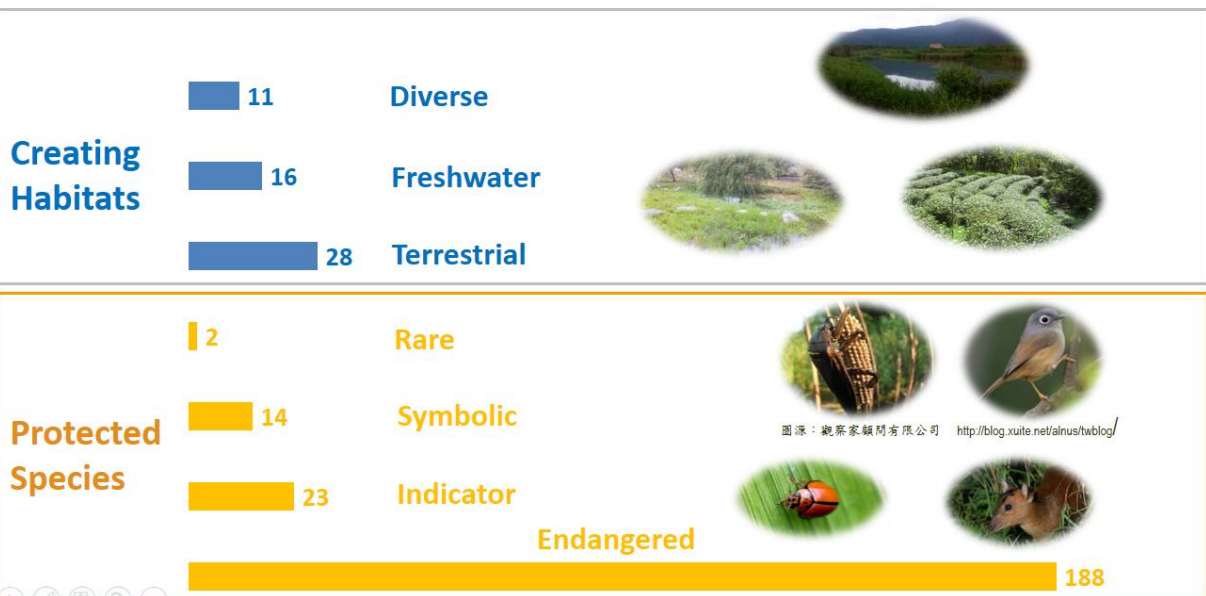 11 Diverse
Creating
Habitats
16 Freshwater
28 Terrestrial
2 Rare
Protected
Species
14 Symbolic
圖源：觀察家顧問有限公司 http://blog.xuite.net/alnus/twblog/
23 Indicator
Endangered
188